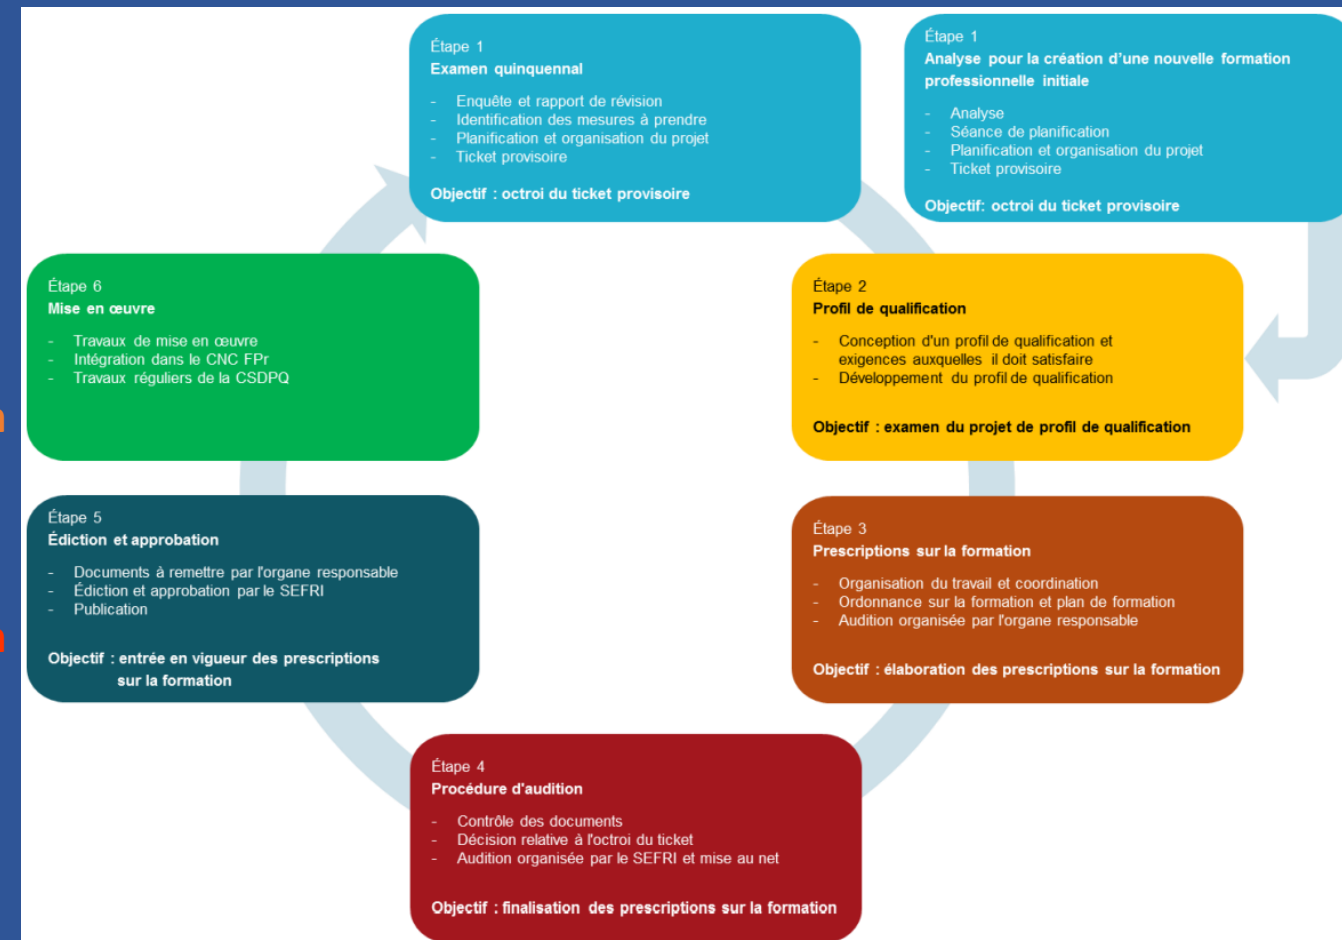 Étape 1
Examen quinquennal
- Enquête et rapport de révision
- Identification des mesures à prendre
- Planification et organisation du projet
- Ticket provisoire
Objectif : octroi du ticket provisoire
Étape 1
Analyse pour la création d'une nouvelle formation
professionnelle initiale
- Analyse
- Séance de planification
- Planification et organisation du projet
- Ticket provisoire
Objectif: octroi du ticket provisoire
Étape 6
Mise en œuvre
- Travaux de mise en œuvre
- Intégration dans le CNC FPr
- Travaux réguliers de la CSDPQ
Étape 2
Profil de qualification
- Conception d'un profil de qualification et
exigences auxquelles il doit satisfaire
- Développement du profil de qualification
Objectif : examen du projet de profil de qualification
Étape 5
Édiction et approbation
- Documents à remettre par l'organe responsable
- Édiction et approbation par le SEFRI
- Publication
Objectif : entrée en vigueur des prescriptions
sur la formation
Étape 3
Prescriptions sur la formation
- Organisation du travail et coordination
- Ordonnance sur la formation et plan de formation
- Audition organisée par l'organe responsable
Objectif : élaboration des prescriptions sur la formation
Étape 4
Procédure d'audition
- Contrôle des documents
- Décision relative à l'octroi du ticket
- Audition organisée par le SEFRI et mise au net
Objectif : finalisation des prescriptions sur la formation